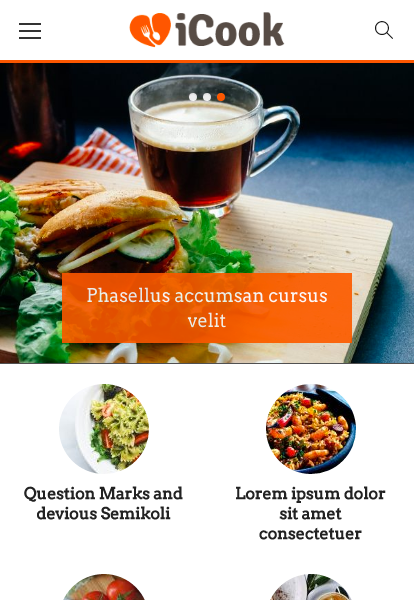 iCook
Phasellus accumsan cursus
velit
Question Marks and
devious Semikoli
Lorem ipsum dolor
sit amet
consectetuer